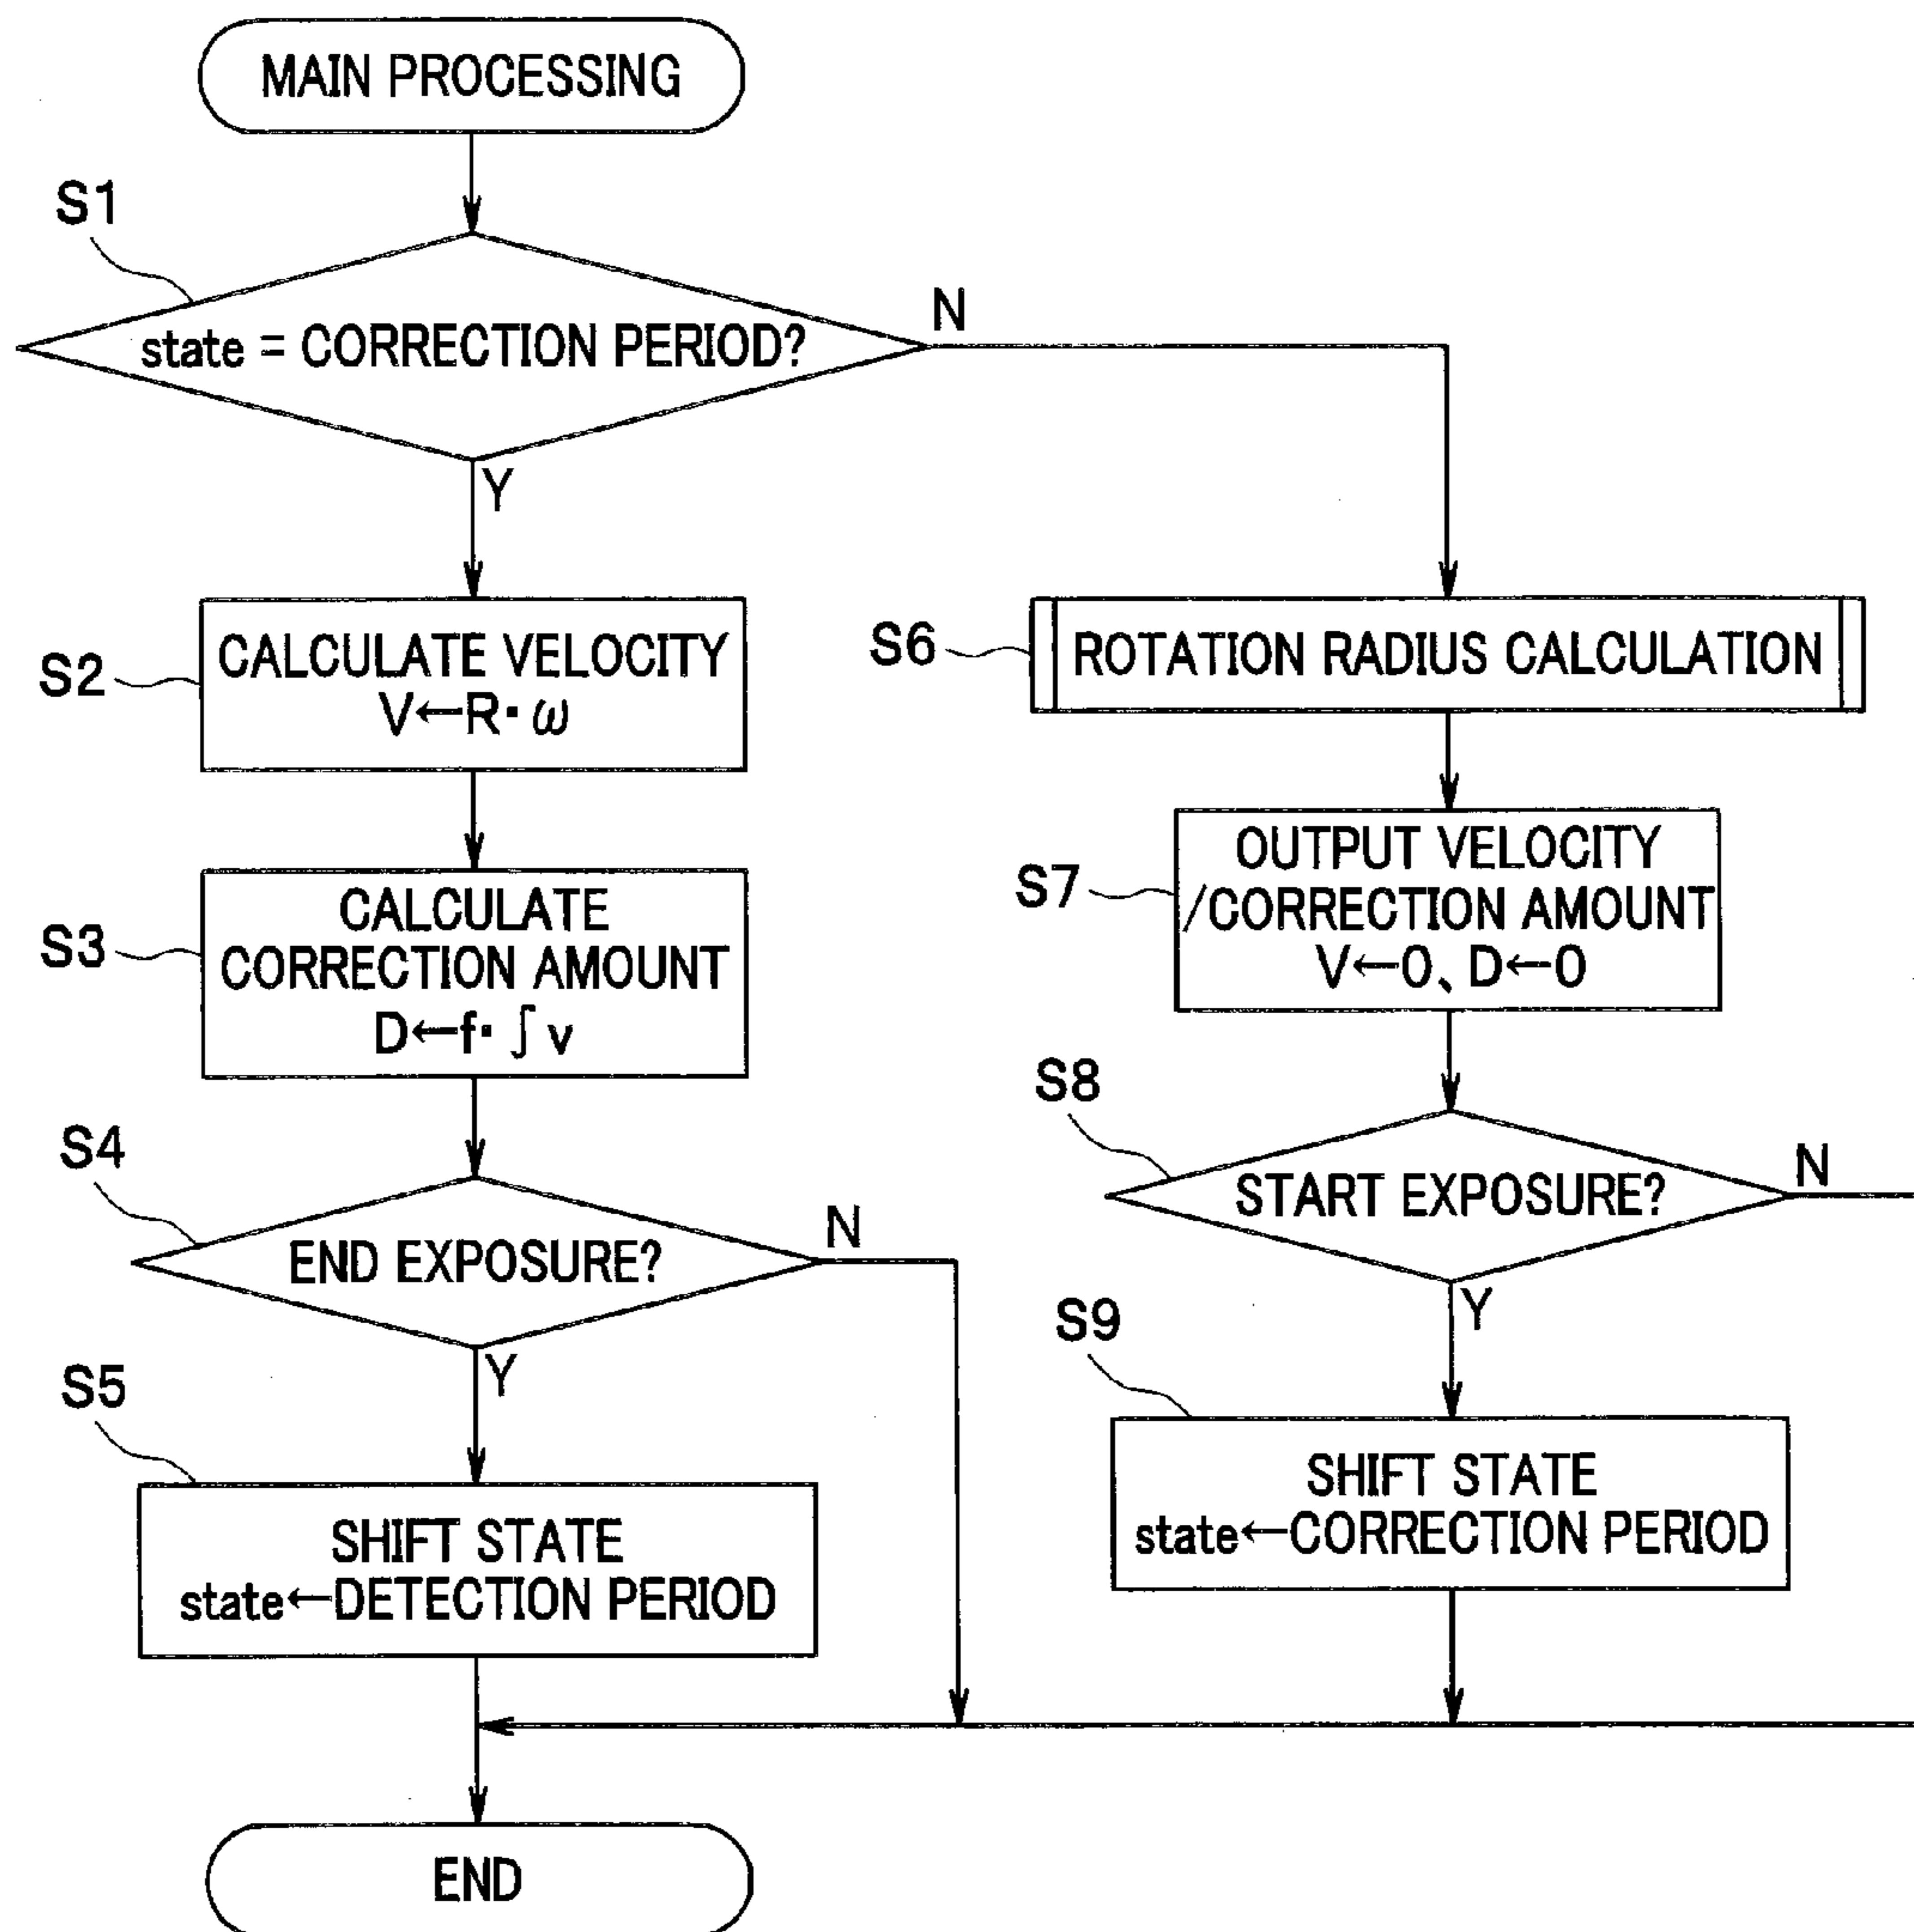 MAIN PROCESSING
S1
state = CORRECTION PERIOD?
N
Y
S2
CALCULATE VELOCITY
V←R·ω
S3
CALCULATE
CORRECTION AMOUNT
D←f·∫v
S4
END EXPOSURE?
N
Y
S5
SHIFT STATE
state←DETECTION PERIOD
S6
ROTATION RADIUS CALCULATION
S7
OUTPUT VELOCITY
/CORRECTION AMOUNT
V←0、D←0
S8
START EXPOSURE?
N
Y
S9
SHIFT STATE
state←CORRECTION PERIOD
END